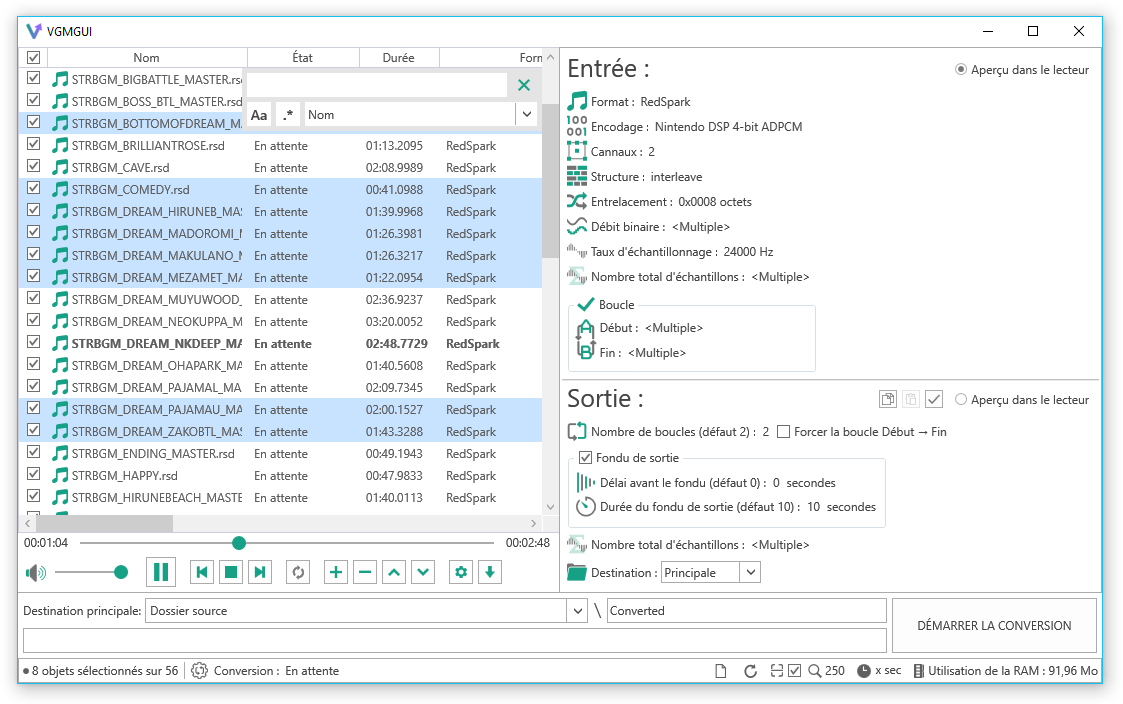 VGMGUI
Nom État Durée Form
STRBGM_BIGBATTLE_MASTER.rsd
STRBGM_BOSS_BTL_MASTER.rsd
Aa .* Nom
STRBGM_BOTTOMOFDREAM_MA
STRBGM_BRILLIANTROSE.rsd En attente 01:13.2095 RedSpark
STRBGM_CAVE.rsd En attente 02:08.9989 RedSpark
STRBGM_COMEDY.rsd En attente 00:41.0988 RedSpark
STRBGM_DREAM_HIRUNEB_MAS En attente 01:39.9968 RedSpark
STRBGM_DREAM_MADOROMI_M En attente 01:26.3981 RedSpark
STRBGM_DREAM_MAKULANO_M En attente 01:26.3217 RedSpark
STRBGM_DREAM_MEZAMET_MA En attente 01:22.0954 RedSpark
STRBGM_DREAM_MUYUWOOD_ En attente 02:36.9237 RedSpark
STRBGM_DREAM_NEOKUPPA_M En attente 03:20.0052 RedSpark
STRBGM_DREAM_NKDEEP_MA En attente 02:48.7729 RedSpark
STRBGM_DREAM_OHAPARK_MA En attente 01:40.5608 RedSpark
STRBGM_DREAM_PAJAMAL_MA En attente 02:09.7345 RedSpark
STRBGM_DREAM_PAJAMAU_MA En attente 02:00.1527 RedSpark
STRBGM_DREAM_ZAKOBTL_MAS En attente 01:43.3288 RedSpark
STRBGM_ENDING_MASTER.rsd En attente 00:49.1943 RedSpark
STRBGM_HAPPY.rsd En attente 00:47.9833 RedSpark
STRBGM_HIRUNEBEACH_MASTE En attente 01:40.0113 RedSpark
00:01:04 00:02:48
Entrée : Aperçu dans le lecteur
Format : RedSpark
Encodage : Nintendo DSP 4-bit ADPCM
Cannaux : 2
Structure : interleave
Entrelacement : 0x0008 octets
Débit binaire : <Multiple>
Taux d'échantillonnage : 24000 Hz
Nombre total d'échantillons : <Multiple>
Boucle
Début : <Multiple>
Fin : <Multiple>
Sortie : Aperçu dans le lecteur
Nombre de boucles (défaut 2) : 2 Forcer la boucle Début → Fin
Fondu de sortie
Délai avant le fondu (défaut 0) : 0 secondes
Durée du fondu de sortie (défaut 10) : 10 secondes
Nombre total d'échantillons : <Multiple>
Destination : Principale
Destination principale: Dossier source \ Converted
DÉMARRER LA CONVERSION
8 objets sélectionnés sur 56 Conversion : En attente 250 x sec Utilisation de la RAM : 91,96 Mo